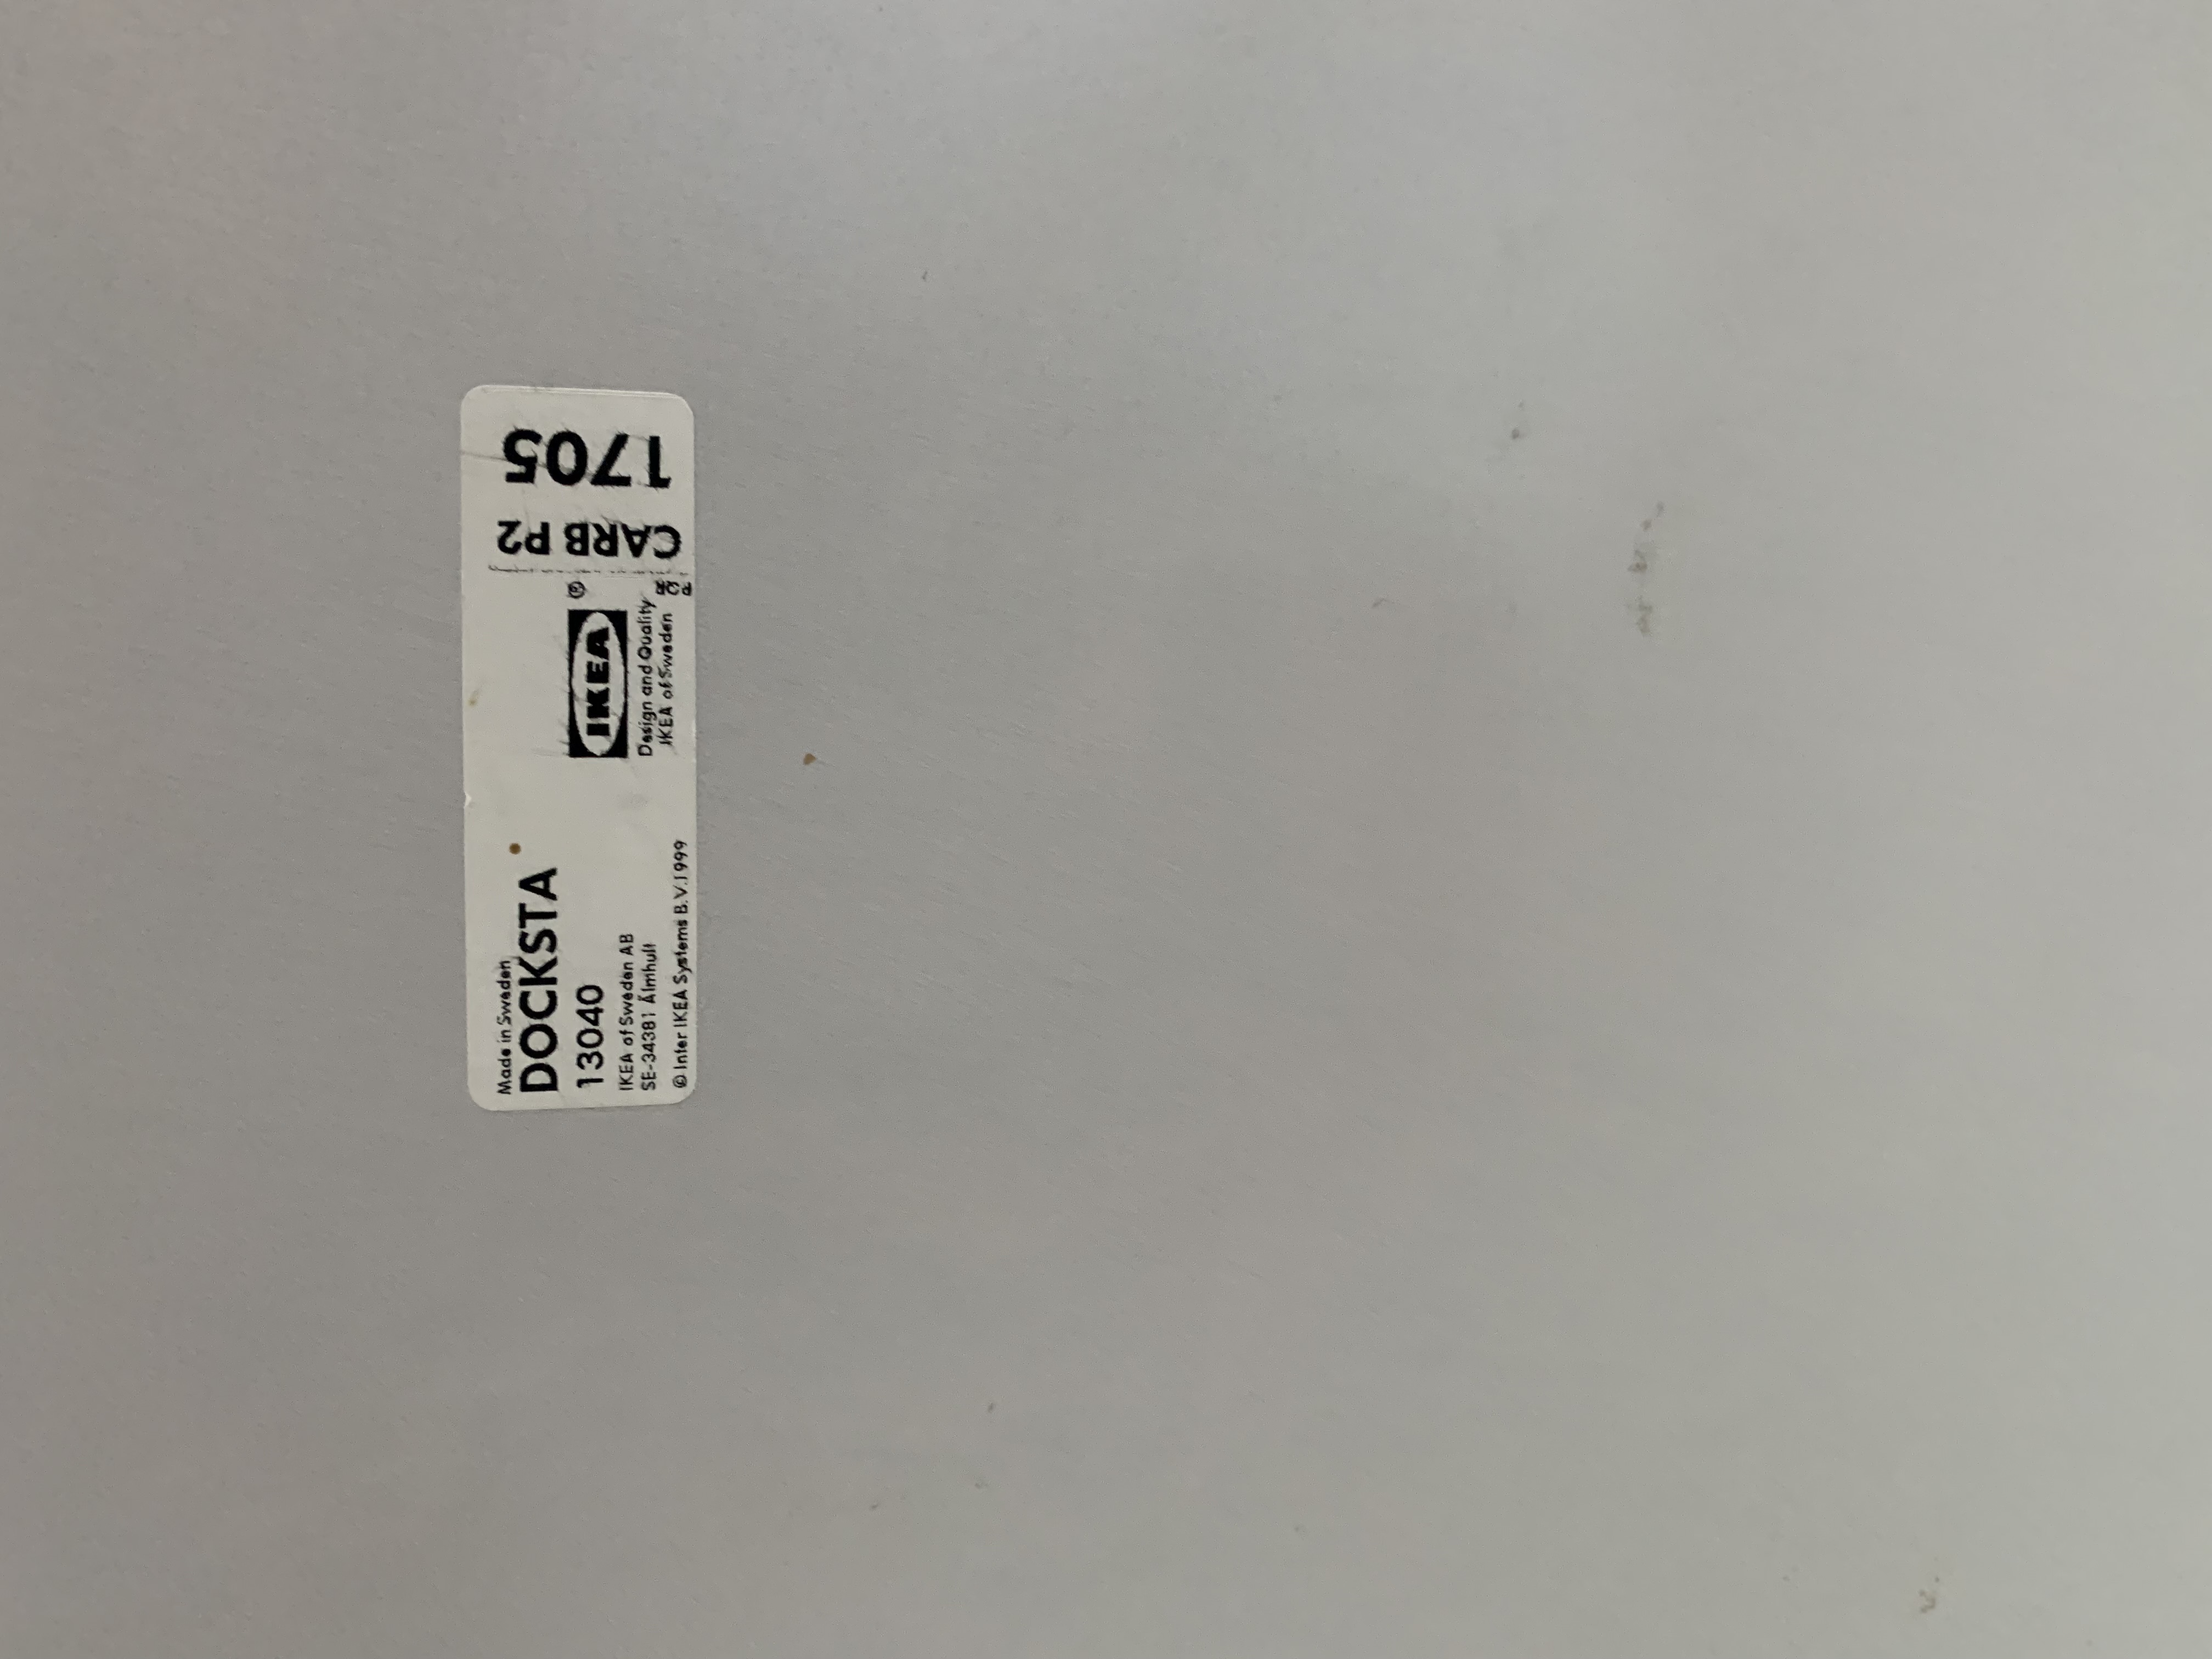 Made in Sweden
DOCKSTA
13040
IKEA of Sweden AB
SE-34381 Älmhult
© Inter IKEA Systems B.V.1999
IKEA ®
Design and Quality
IKEA of Sweden
CARB P2
1705